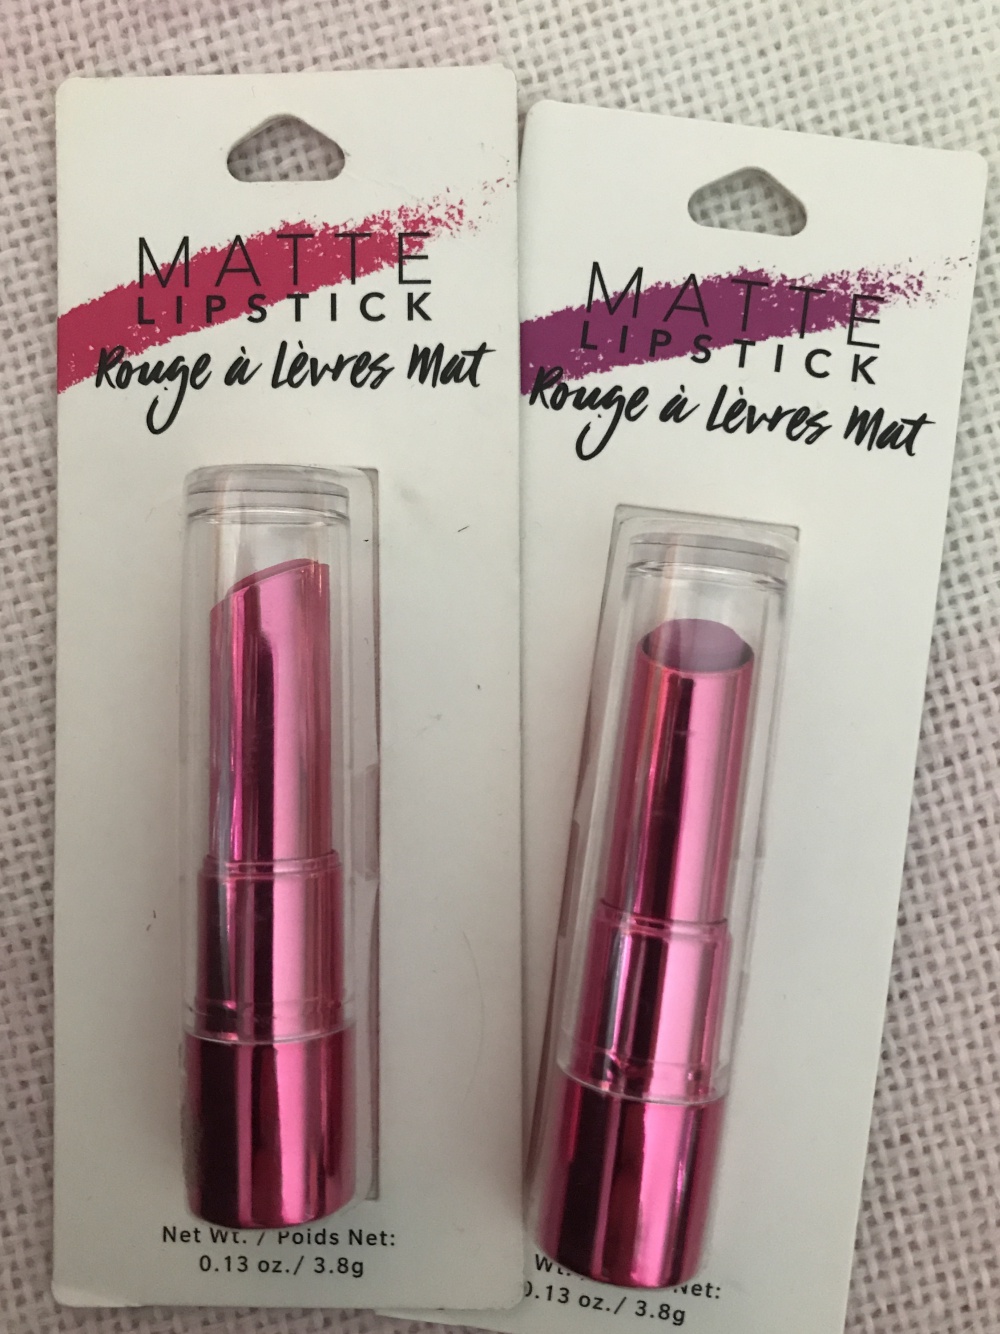 MATTE
LIPSTICK
Rouge à Lèvres Mat
Net Wt. / Poids Net:
0.13 oz./ 3.8g
MATTE
LIPSTICK
Rouge à Lèvres Mat
Wt. Net:
0.13 oz./ 3.8g